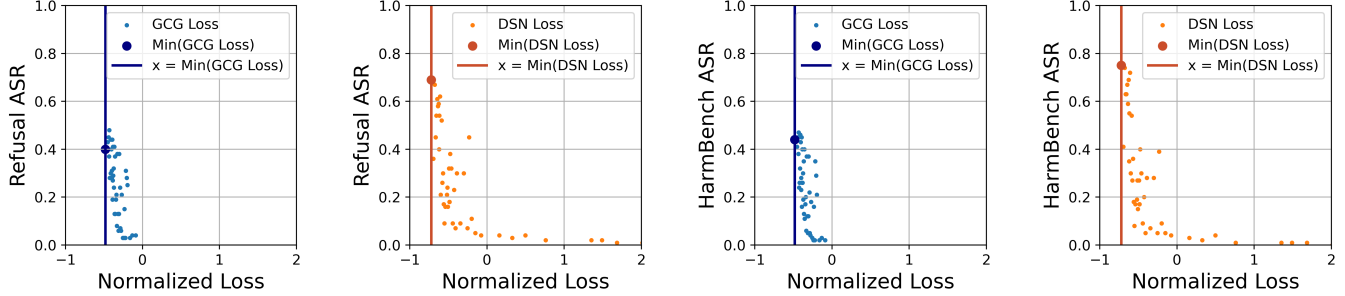 Refusal ASR
1.0
0.8
0.6
0.4
0.2
0.0
GCG Loss
Min(GCG Loss)
x = Min(GCG Loss)
−1
0
1
2
Normalized Loss
Refusal ASR
1.0
0.8
0.6
0.4
0.2
0.0
DSN Loss
Min(DSN Loss)
x = Min(DSN Loss)
−1
0
1
2
Normalized Loss
HarmBench ASR
1.0
0.8
0.6
0.4
0.2
0.0
GCG Loss
Min(GCG Loss)
x = Min(GCG Loss)
−1
0
1
2
Normalized Loss
HarmBench ASR
1.0
0.8
0.6
0.4
0.2
0.0
DSN Loss
Min(DSN Loss)
x = Min(DSN Loss)
−1
0
1
2
Normalized Loss